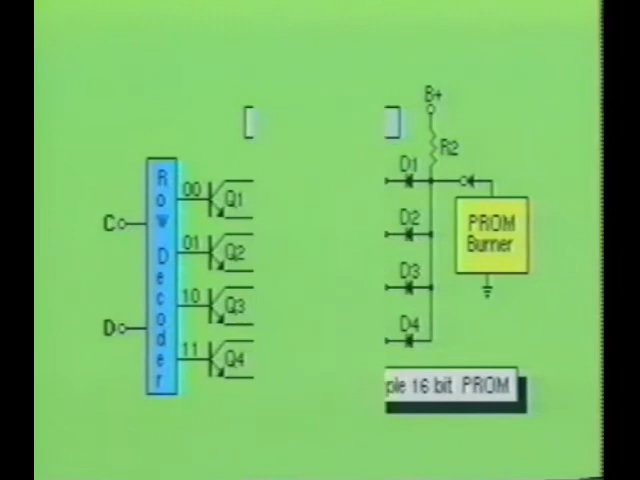 B+
R2
D1
Row Decoder
00
Q1
C
PROM
Burner
D2
01
Q2
D3
10
Q3
D
D4
11
Q4
ple 16 bit PROM